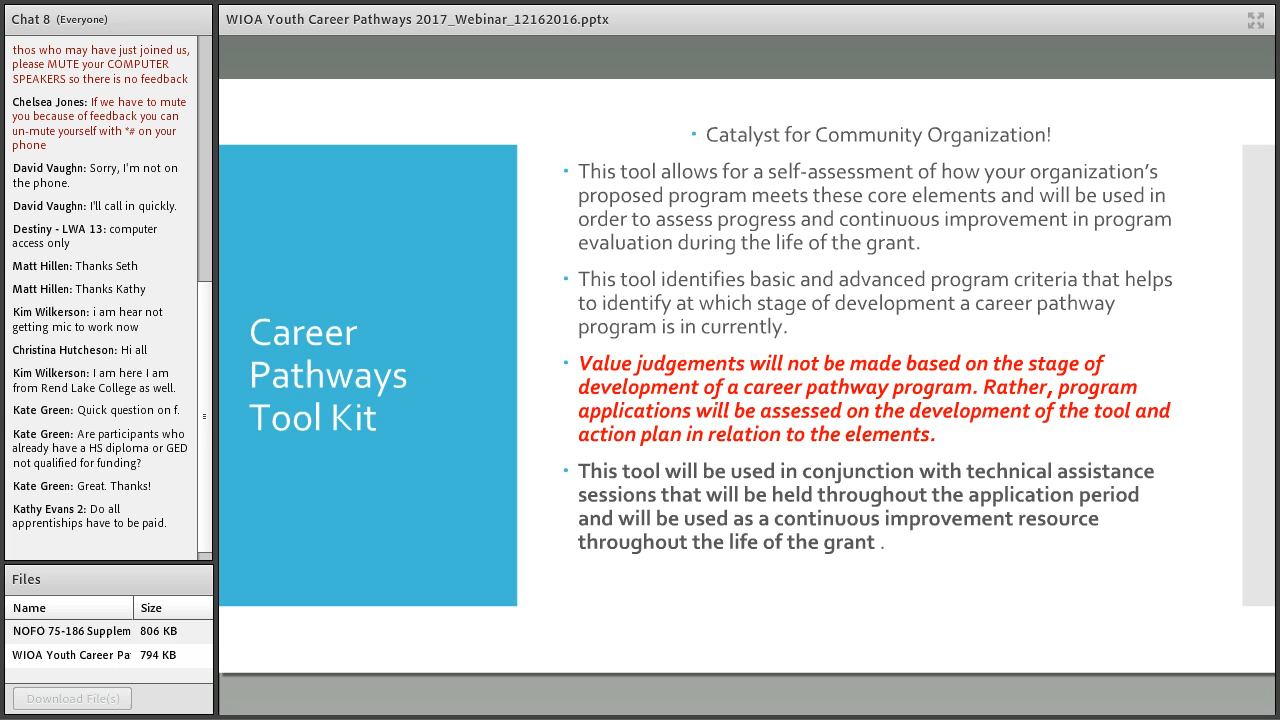 Chat 8 (Everyone)
thos who may have just joined us,
please MUTE your COMPUTER
SPEAKERS so there is no feedback
Chelsea Jones: If we have to mute
you because of feedback you can
un-mute yourself with *# on your
phone
David Vaughn: Sorry, I'm not on
the phone.
David Vaughn: I'll call in quickly.
Destiny - LWA 13: computer
access only
Matt Hillen: Thanks Seth
Matt Hillen: Thanks Kathy
Kim Wilkerson: i am hear not
getting mic to work now
Christina Hutcheson: Hi all
Kim Wilkerson: I am here I am
from Rend Lake College as well.
Kate Green: Quick question on f.
Kate Green: Are participants who
already have a HS diploma or GED
not qualified for funding?
Kate Green: Great. Thanks!
Kathy Evans 2: Do all
apprentiships have to be paid.
Files
Name Size
NOFO 75-186 Supplem 806 KB
WIOA Youth Career Pa 794 KB
Download File(s)
WIOA Youth Career Pathways 2017_Webinar_12162016.pptx
Career
Pathways
Tool Kit
• Catalyst for Community Organization!
• This tool allows for a self-assessment of how your organization's
proposed program meets these core elements and will be used in
order to assess progress and continuous improvement in program
evaluation during the life of the grant.
• This tool identifies basic and advanced program criteria that helps
to identify at which stage of development a career pathway
program is in currently.
• Value judgements will not be made based on the stage of
development of a career pathway program. Rather, program
applications will be assessed on the development of the tool and
action plan in relation to the elements.
• This tool will be used in conjunction with technical assistance
sessions that will be held throughout the application period
and will be used as a continuous improvement resource
throughout the life of the grant .